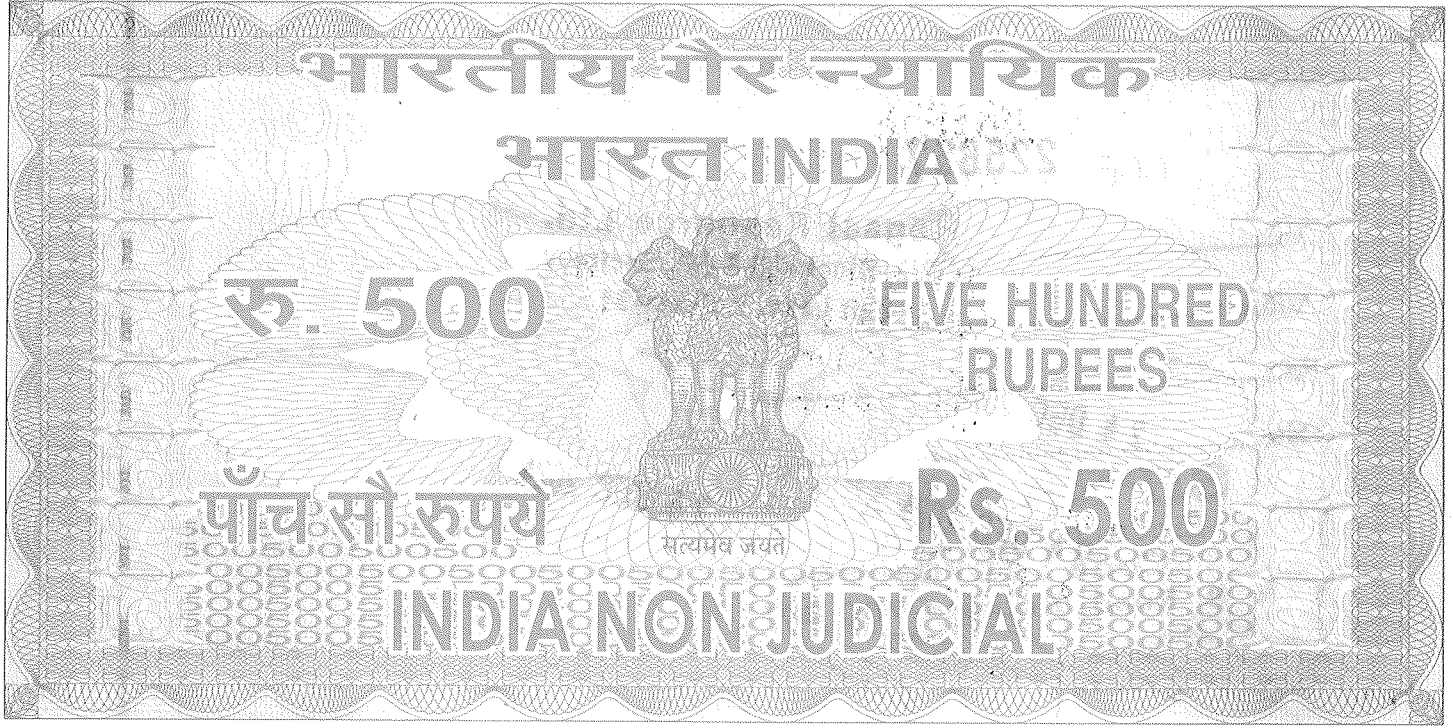 भारतीय गैर न्यायिक
भारत INDIA
रु. 500
FIVE HUNDRED
RUPEES
पाँच सौ रुपये
Rs. 500
सत्यमेव जयते
INDIA NON JUDICIAL